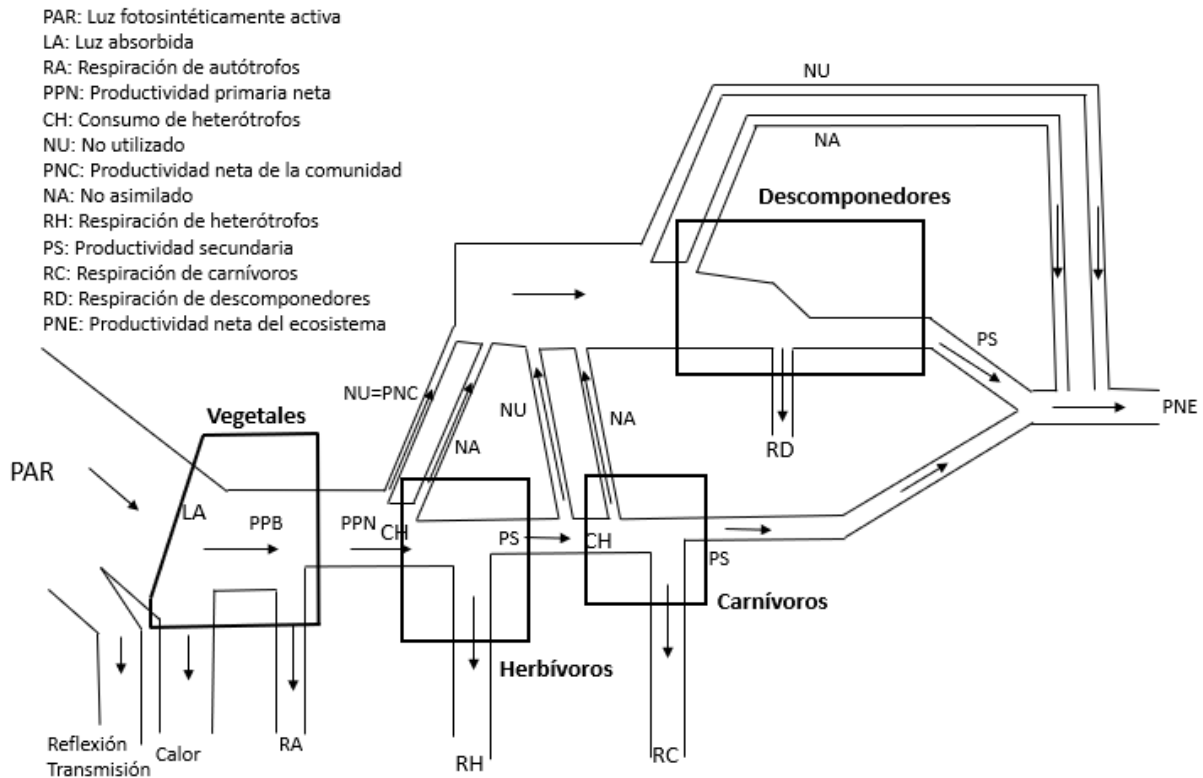 PAR: Luz fotosintéticamente activa
LA: Luz absorbida
RA: Respiración de autótrofos
PPN: Productividad primaria neta
CH: Consumo de heterótrofos
NU: No utilizado
PNC: Productividad neta de la comunidad
NA: No asimilado
RH: Respiración de heterótrofos
PS: Productividad secundaria
RC: Respiración de carnívoros
RD: Respiración de descomponedores
PNE: Productividad neta del ecosistema
NU
NA
Descomponedores
PS
NU=PNC
PNE
Vegetales
NU
NA
NA
RD
PAR
LA
PPB
PPN
CH
PS
CH
PS
Carnívoros
Herbívoros
Reflexión
Transmisión
Calor
RA
RH
RC